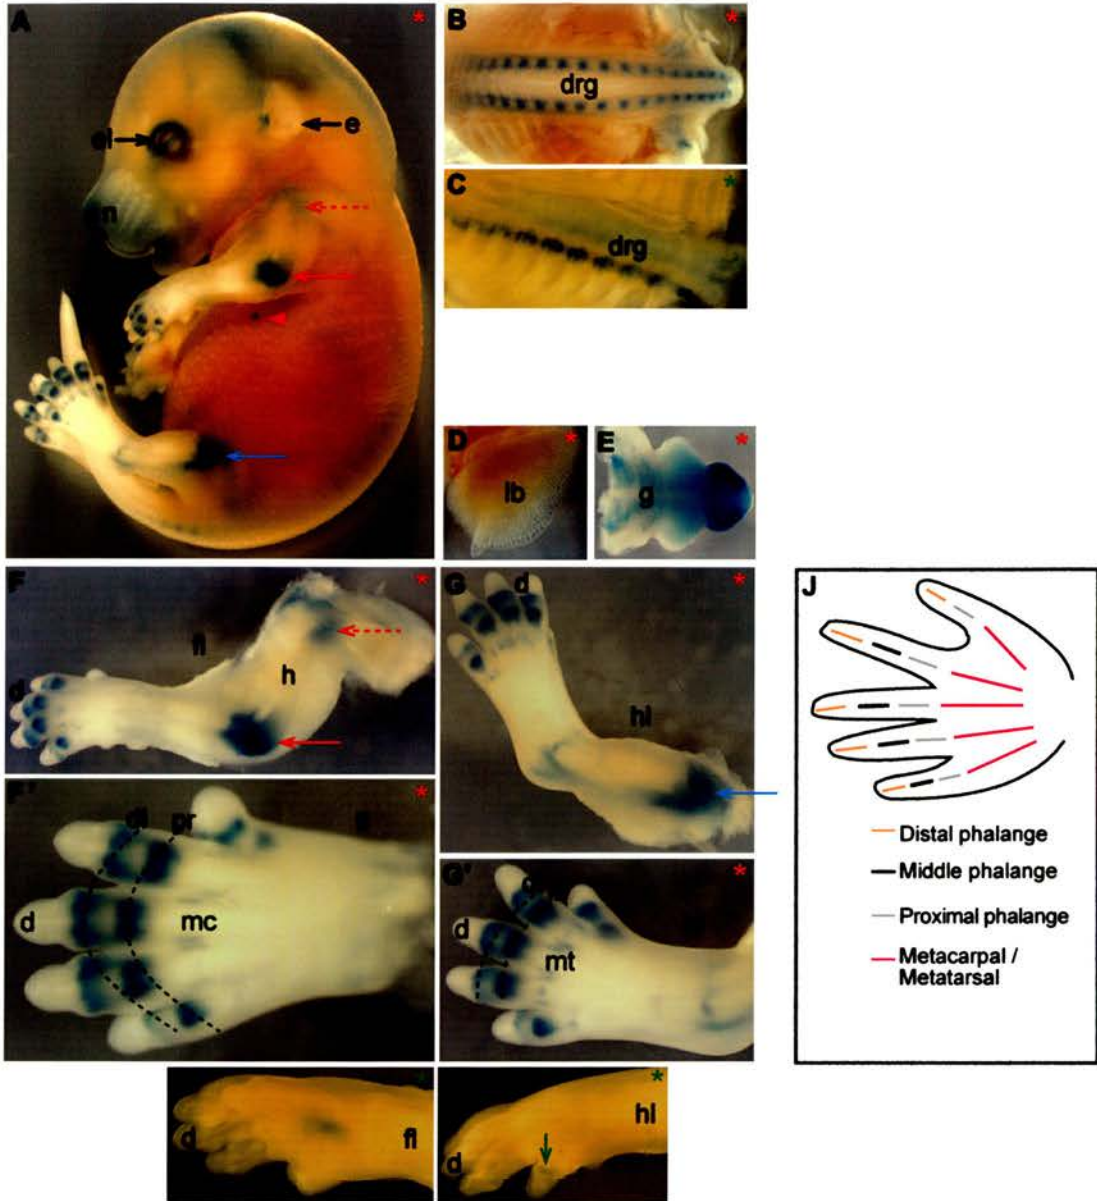 A
*
el
e
n
B
*
drg
C
*
drg
D
*
lb
E
*
g
F
*
fl
h
d
G
*
d
hl
F'
*
di
pr
d
mc
G'
*
d
mt
J
Distal phalange
Middle phalange
Proximal phalange
Metacarpal /
Metatarsal
*
d
fl
*
d
hl